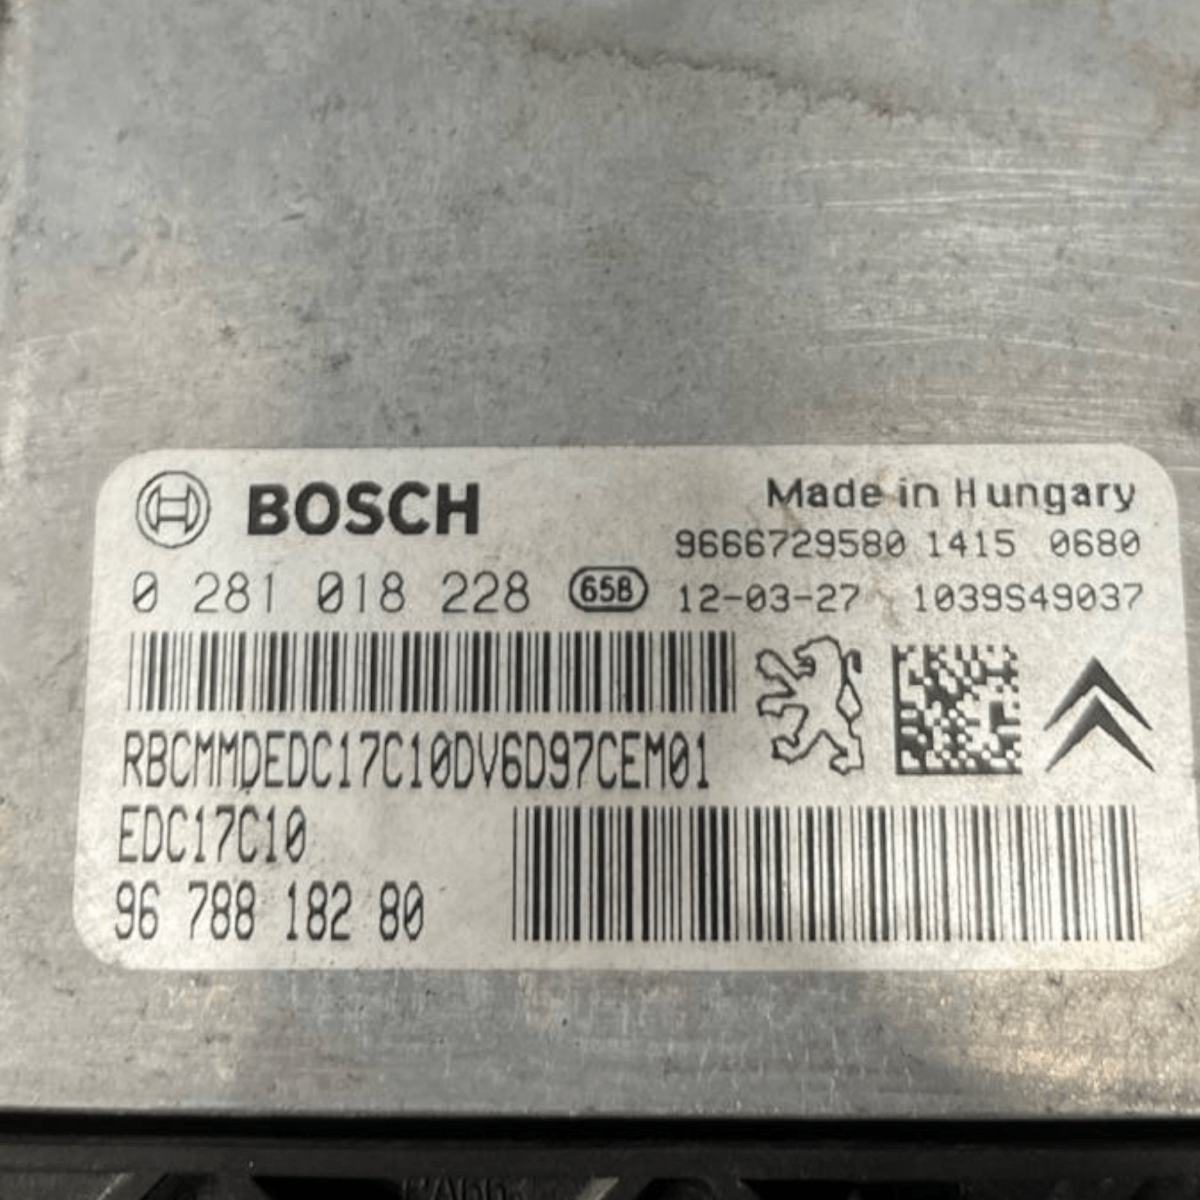 BOSCH
Made in Hungary
9666729580 1415 0680
0 281 018 228 65B 12-03-27 1039S49037
RBCMMDEDC17C10DV6D97CEM01
EDC17C10
96 788 182 80